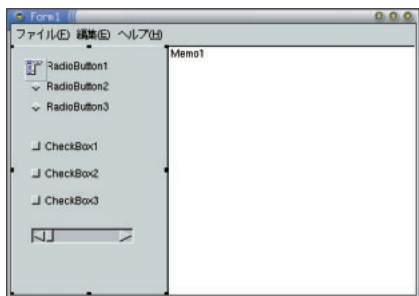 Form1
ファイル(F) 編集(E) ヘルプ(H)
RadioButton1
RadioButton2
RadioButton3
CheckBox1
CheckBox2
CheckBox3
Memo1